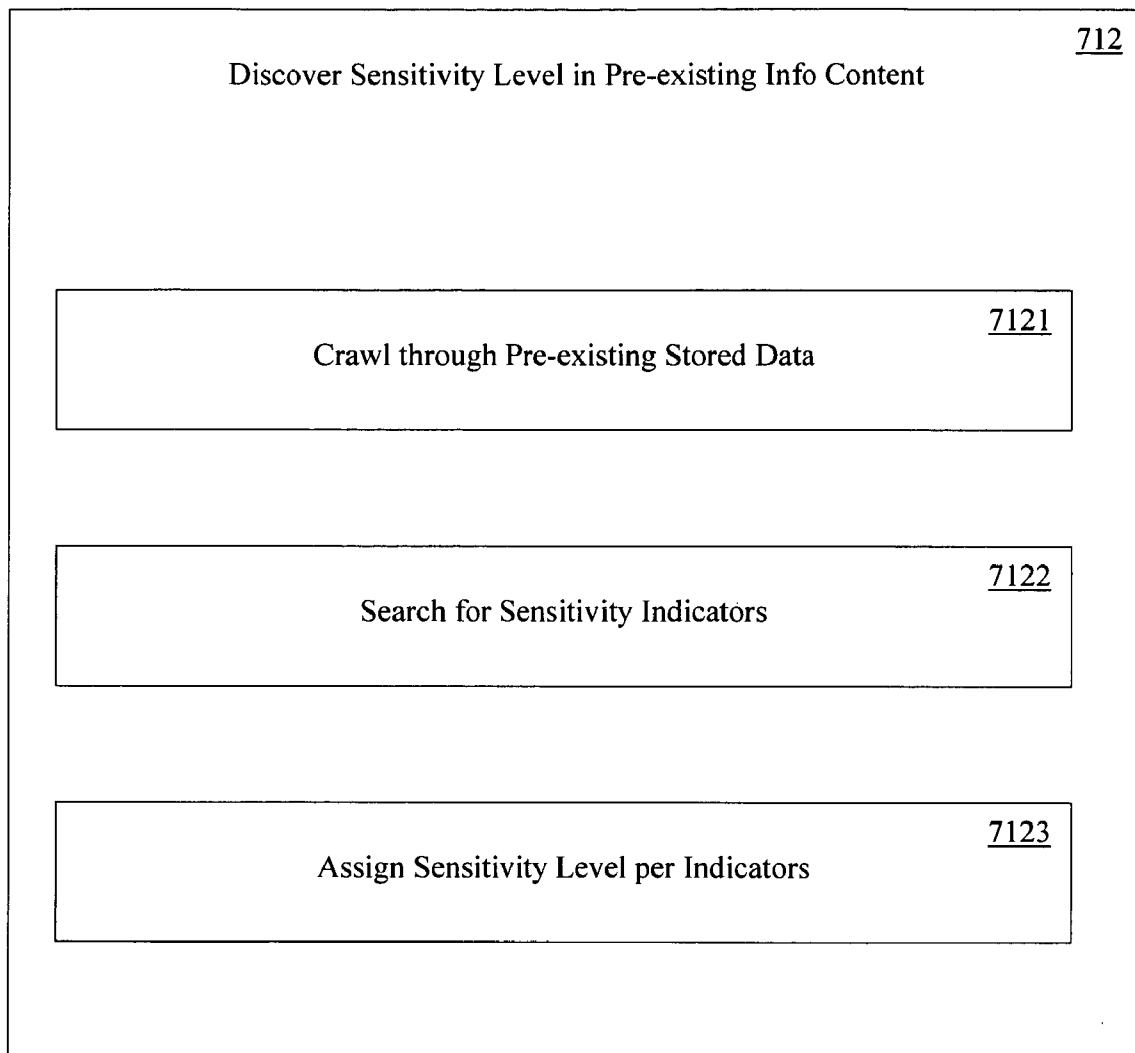 712
Discover Sensitivity Level in Pre-existing Info Content
7121
Crawl through Pre-existing Stored Data
7122
Search for Sensitivity Indicators
7123
Assign Sensitivity Level per Indicators